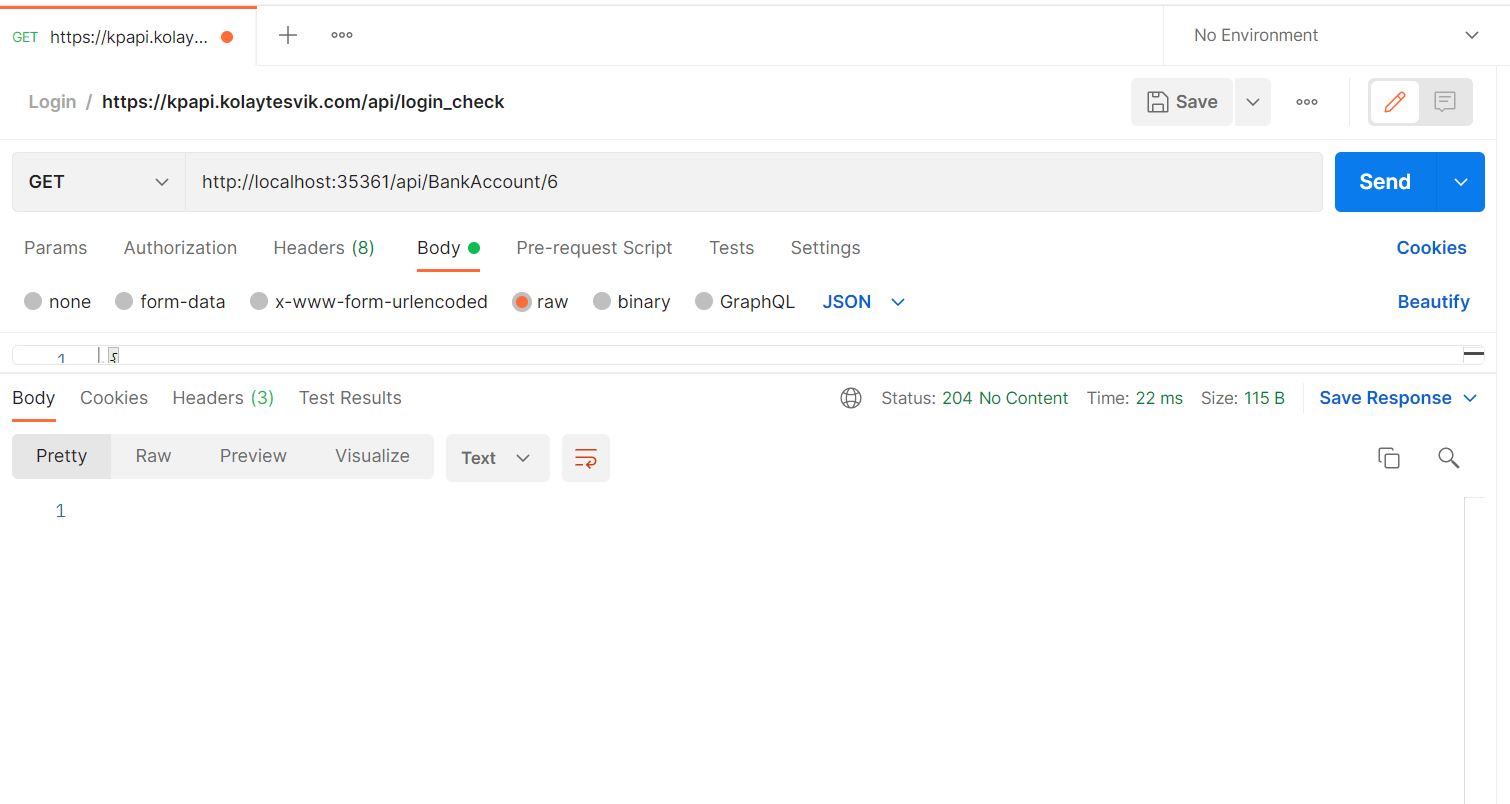 GET https://kpapi.kolay... No Environment
Login / https://kpapi.kolaytesvik.com/api/login_check Save
GET http://localhost:35361/api/BankAccount/6 Send
Params Authorization Headers (8) Body Pre-request Script Tests Settings Cookies
none form-data x-www-form-urlencoded raw binary GraphQL JSON Beautify
1 {
Body Cookies Headers (3) Test Results Status: 204 No Content Time: 22 ms Size: 115 B Save Response
Pretty Raw Preview Visualize Text
1